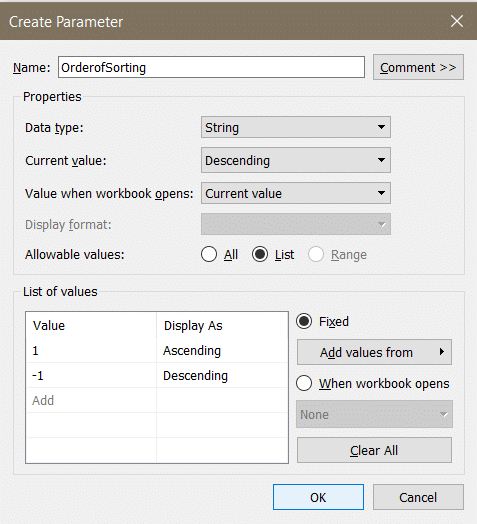 Create Parameter
Name: OrderofSorting Comment >>
Properties
Data type: String
Current value: Descending
Value when workbook opens: Current value
Display format:
Allowable values: All List Range
List of values
Value Display As Fixed
1 Ascending Add values from
-1 Descending When workbook opens
Add None
Clear All
OK Cancel